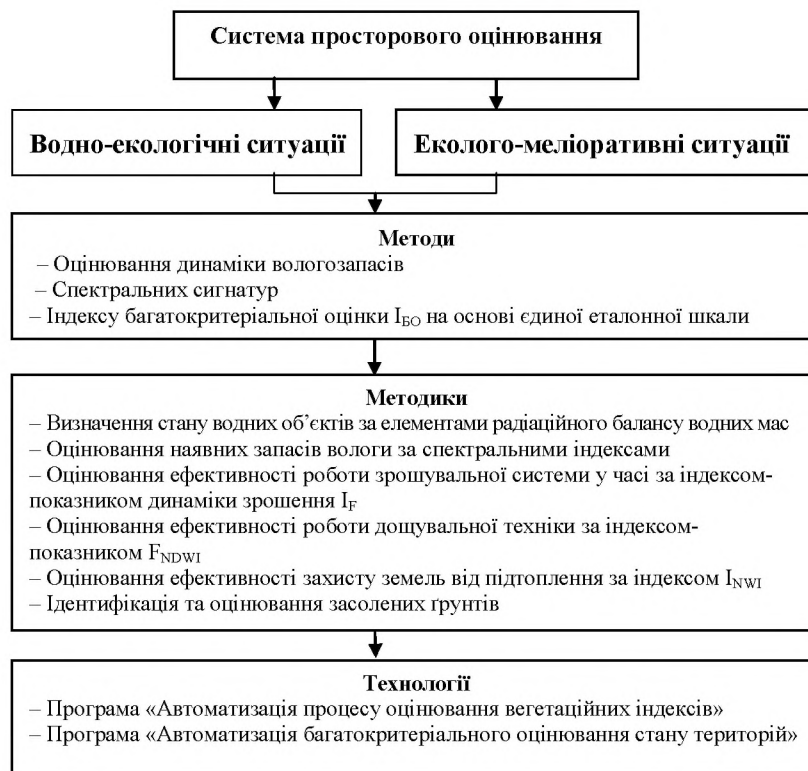 Система просторового оцінювання
Водно-екологічні ситуації
Еколого-меліоративні ситуації
Методи
– Оцінювання динаміки вологозапасів
– Спектральних сигнатур
– Індексу багатокритеріальної оцінки I_БО на основі єдиної еталонної шкали
Методики
– Визначення стану водних об’єктів за елементами радіаційного балансу водних мас
– Оцінювання наявних запасів вологи за спектральними індексами
– Оцінювання ефективності роботи зрошувальної системи у часі за індексом-
показником динаміки зрошення I_F
– Оцінювання ефективності роботи дощувальної техніки за індексом-
показником F_NDWI
– Оцінювання ефективності захисту земель від підтоплення за індексом I_NWI
– Ідентифікація та оцінювання засолених ґрунтів
Технології
– Програма «Автоматизація процесу оцінювання вегетаційних індексів»
– Програма «Автоматизація багатокритеріального оцінювання стану територій»